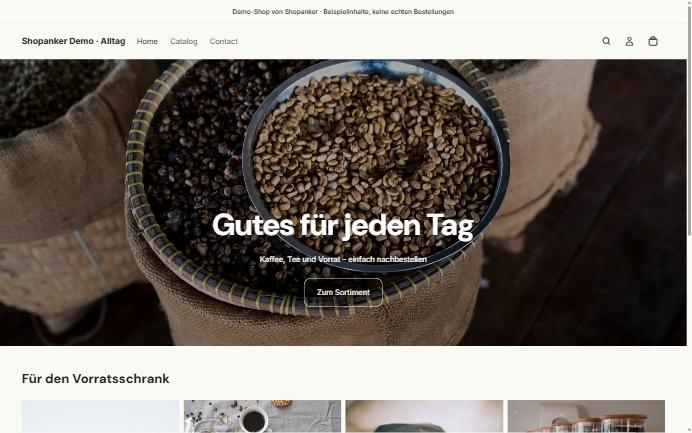 Demo-Shop von Shopanker · Beispielinhalte, keine echten Bestellungen
Shopanker Demo · Alltag Home Catalog Contact
Gutes für jeden Tag
Kaffee, Tee und Vorrat – einfach nachbestellen
Zum Sortiment
Für den Vorratsschrank